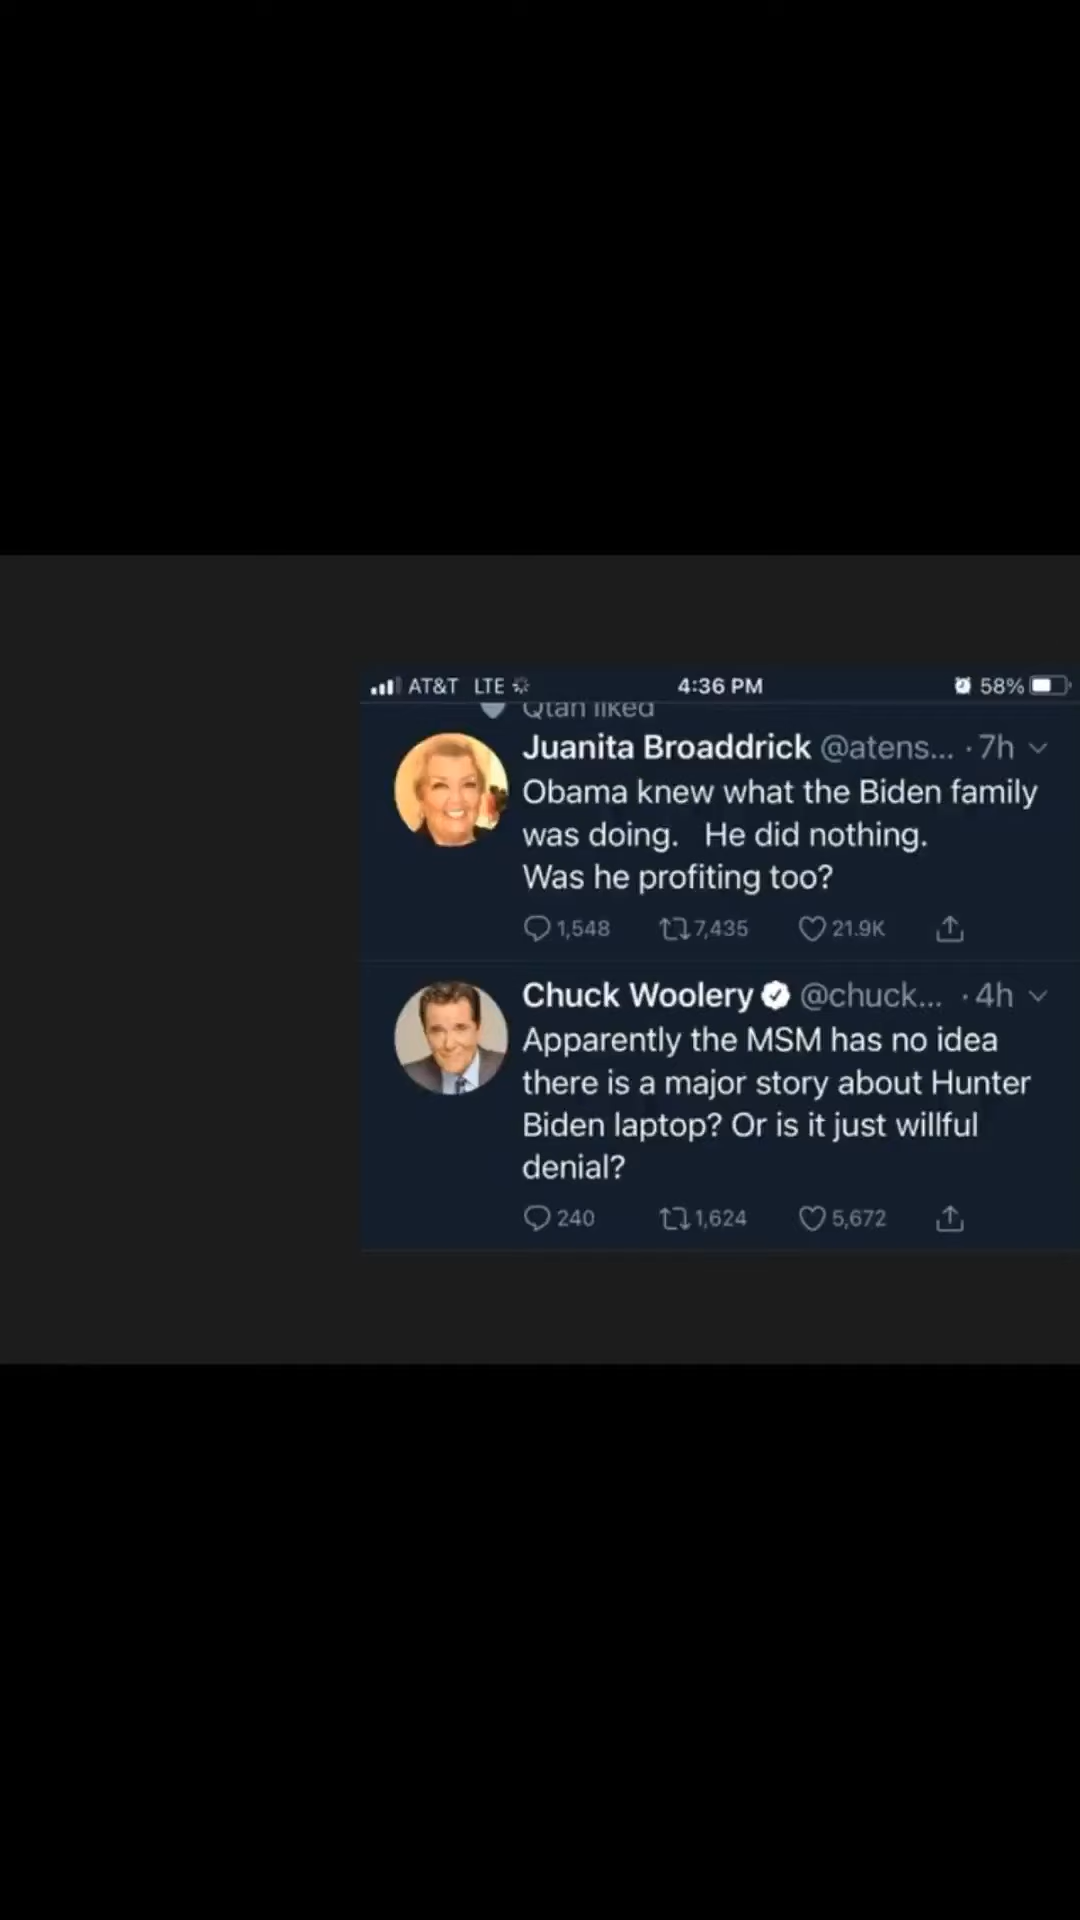 AT&T LTE 4:36 PM 58%
Qtah liked
Juanita Broaddrick @atens... · 7h
Obama knew what the Biden family
was doing. He did nothing.
Was he profiting too?
1,548 7,435 21.9K
Chuck Woolery @chuck... · 4h
Apparently the MSM has no idea
there is a major story about Hunter
Biden laptop? Or is it just willful
denial?
240 1,624 5,672